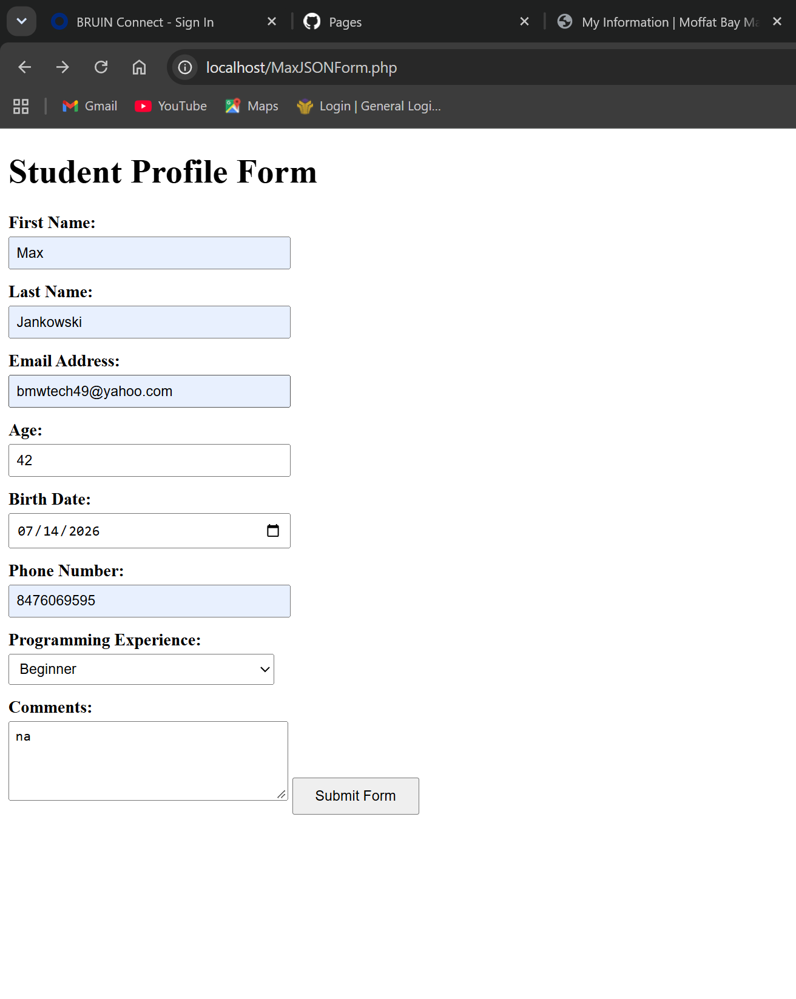 BRUIN Connect - Sign In
Pages
My Information | Moffat Bay Ma
localhost/MaxJSONForm.php
Gmail
YouTube
Maps
Login | General Logi...
Student Profile Form
First Name:
Max
Last Name:
Jankowski
Email Address:
bmwtech49@yahoo.com
Age:
42
Birth Date:
07/14/2026
Phone Number:
8476069595
Programming Experience:
Beginner
Comments:
na
Submit Form